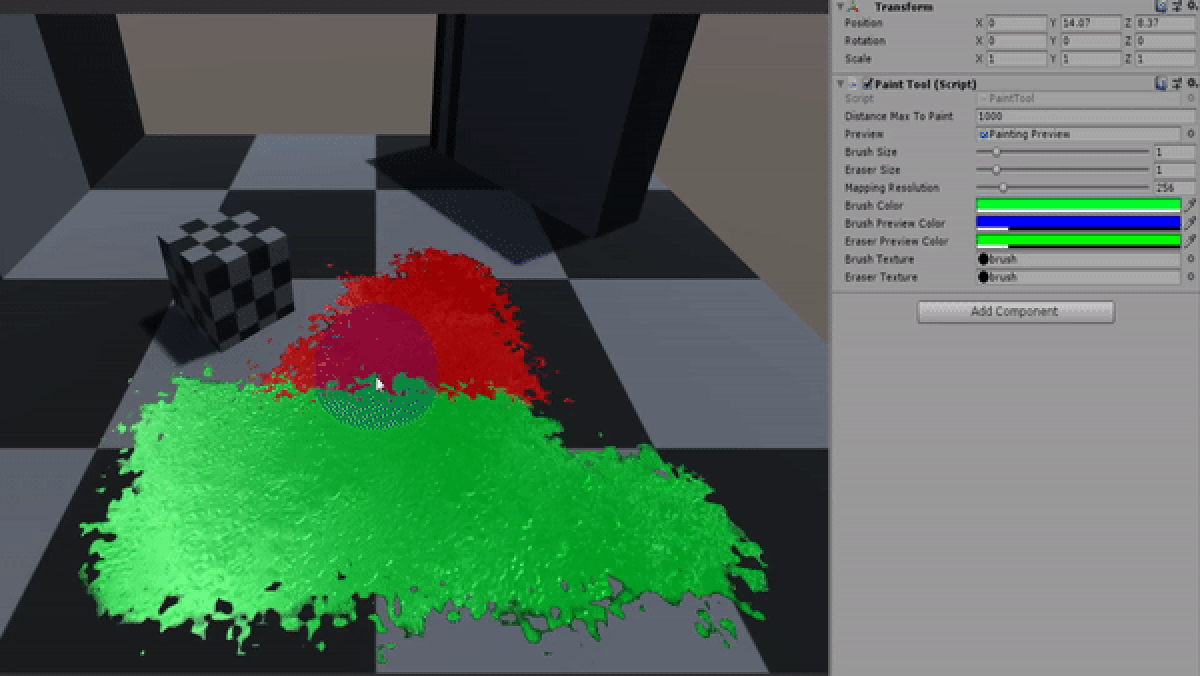 Transform
Position X 0 Y 14.07 Z 8.37
Rotation X 0 Y 0 Z 0
Scale X 1 Y 1 Z 1
Paint Tool (Script)
Script PaintTool
Distance Max To Paint 1000
Preview Painting Preview
Brush Size 1
Eraser Size 1
Mapping Resolution 256
Brush Color
Brush Preview Color
Eraser Preview Color
Brush Texture brush
Eraser Texture brush
Add Component